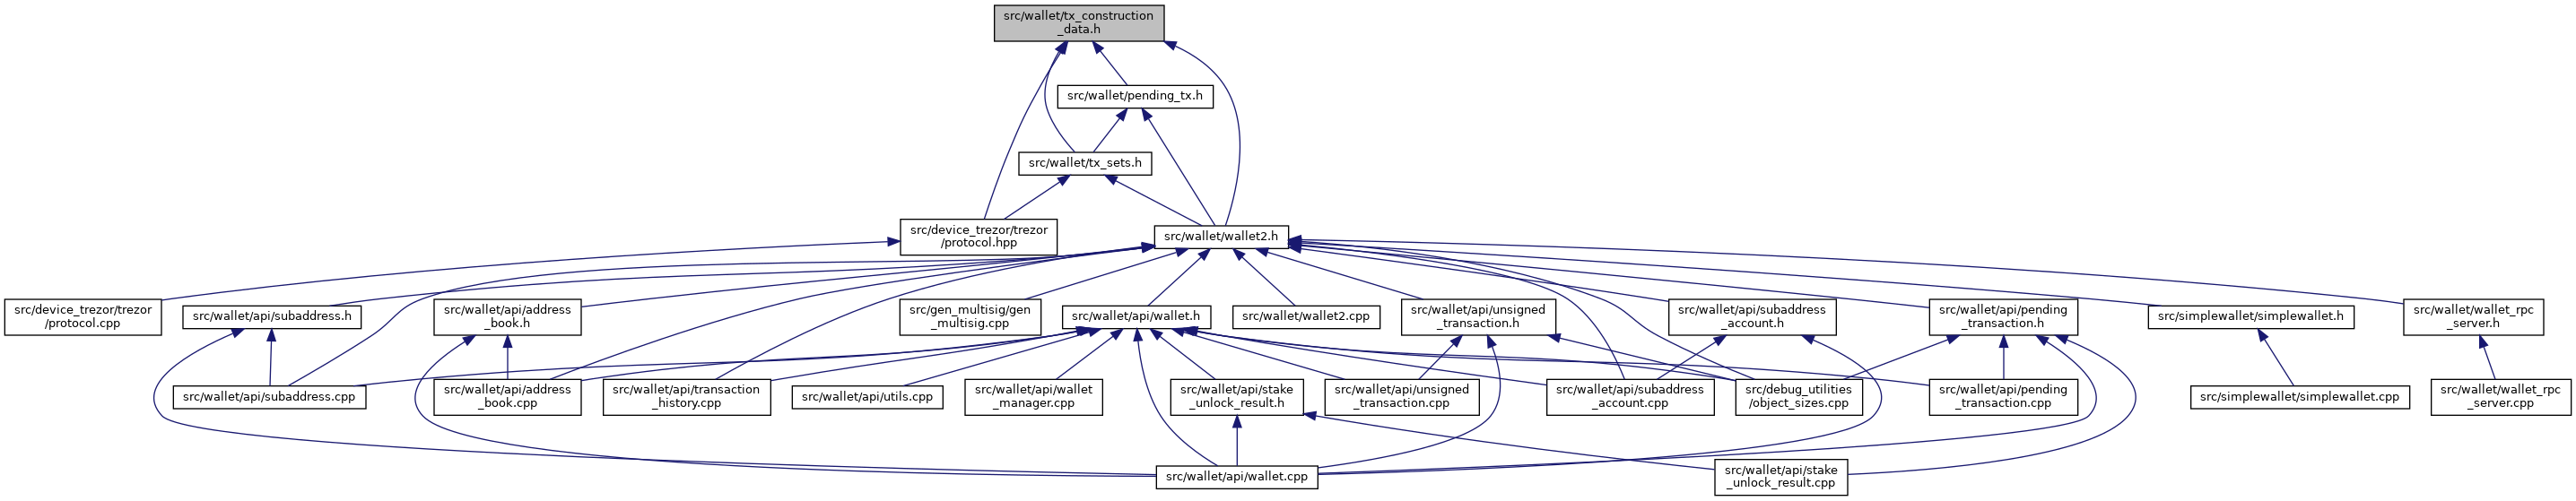 src/wallet/tx_construction
_data.h
src/wallet/pending_tx.h
src/wallet/tx_sets.h
src/device_trezor/trezor
/protocol.hpp
src/wallet/wallet2.h
src/device_trezor/trezor
/protocol.cpp
src/wallet/api/subaddress.h
src/wallet/api/address
_book.h
src/gen_multisig/gen
_multisig.cpp
src/wallet/api/wallet.h
src/wallet/wallet2.cpp
src/wallet/api/unsigned
_transaction.h
src/wallet/api/subaddress
_account.h
src/wallet/api/pending
_transaction.h
src/simplewallet/simplewallet.h
src/wallet/wallet_rpc
_server.h
src/wallet/api/subaddress.cpp
src/wallet/api/address
_book.cpp
src/wallet/api/transaction
_history.cpp
src/wallet/api/utils.cpp
src/wallet/api/wallet
_manager.cpp
src/wallet/api/stake
_unlock_result.h
src/wallet/api/unsigned
_transaction.cpp
src/wallet/api/subaddress
_account.cpp
src/debug_utilities
/object_sizes.cpp
src/wallet/api/pending
_transaction.cpp
src/simplewallet/simplewallet.cpp
src/wallet/wallet_rpc
_server.cpp
src/wallet/api/wallet.cpp
src/wallet/api/stake
_unlock_result.cpp